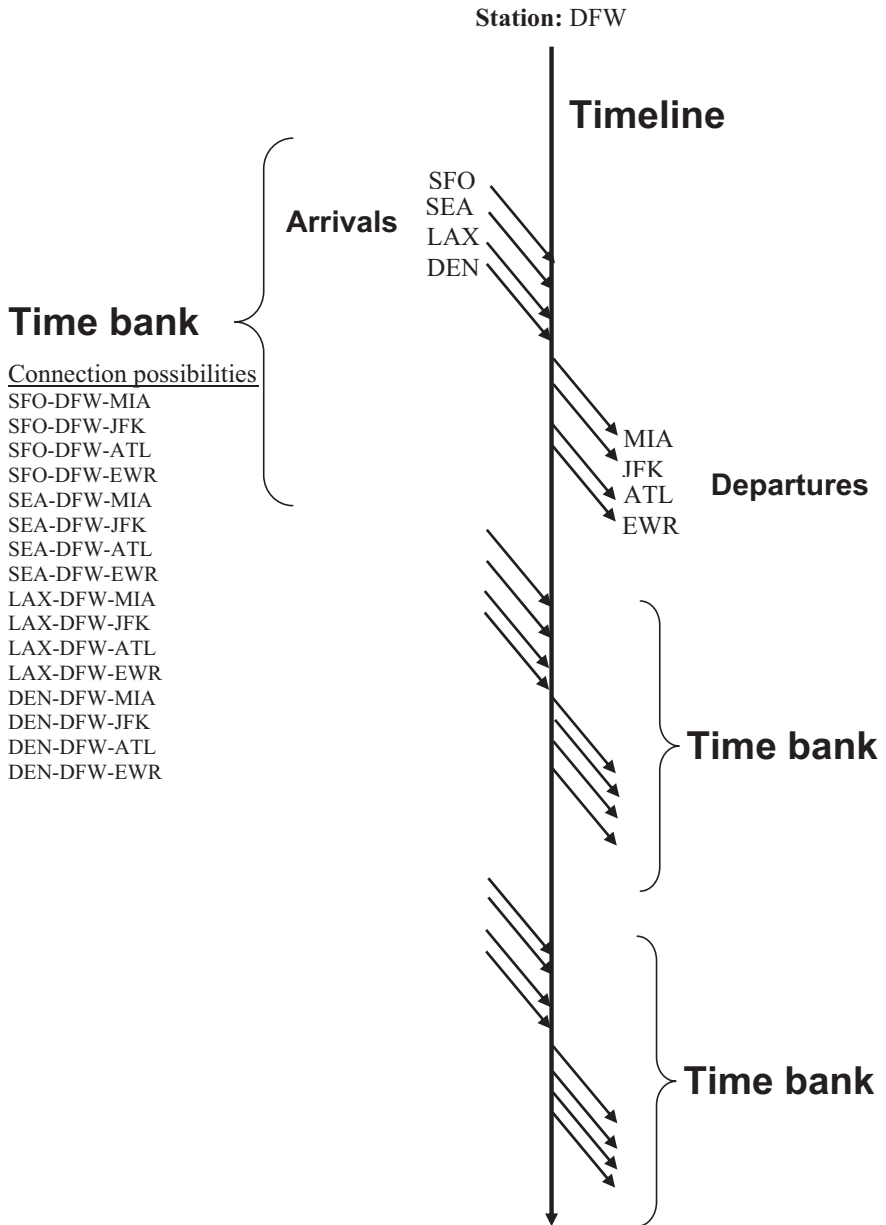 Station: DFW
Timeline
SFO
SEA
LAX
DEN
Arrivals
Time bank
Connection possibilities
SFO-DFW-MIA
SFO-DFW-JFK
SFO-DFW-ATL
SFO-DFW-EWR
SEA-DFW-MIA
SEA-DFW-JFK
SEA-DFW-ATL
SEA-DFW-EWR
LAX-DFW-MIA
LAX-DFW-JFK
LAX-DFW-ATL
LAX-DFW-EWR
DEN-DFW-MIA
DEN-DFW-JFK
DEN-DFW-ATL
DEN-DFW-EWR
MIA
JFK
ATL
EWR
Departures
Time bank
Time bank